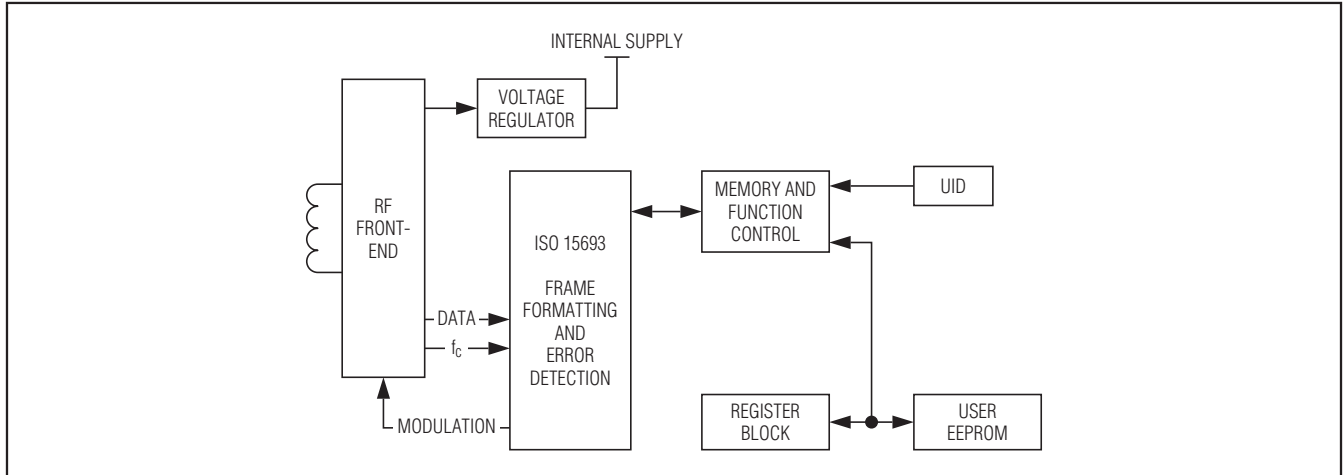 INTERNAL SUPPLY
VOLTAGE
REGULATOR
RF
FRONT-
END
ISO 15693
FRAME
FORMATTING
AND
ERROR
DETECTION
MEMORY AND
FUNCTION
CONTROL
UID
DATA
fC
MODULATION
REGISTER
BLOCK
USER
EEPROM